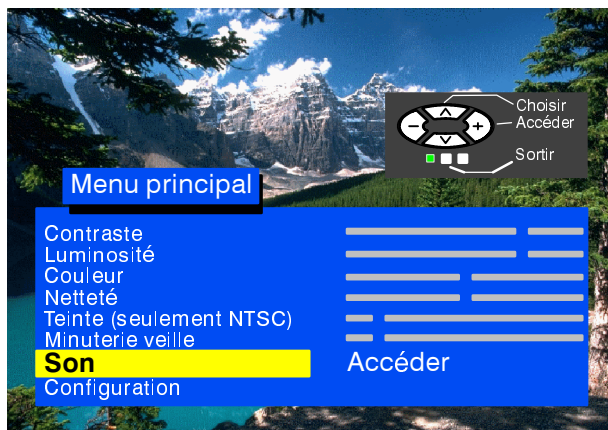 Choisir
Accéder
Sortir
Menu principal
Contraste
Luminosité
Couleur
Netteté
Teinte (seulement NTSC)
Minuterie veille
Son Accéder
Configuration